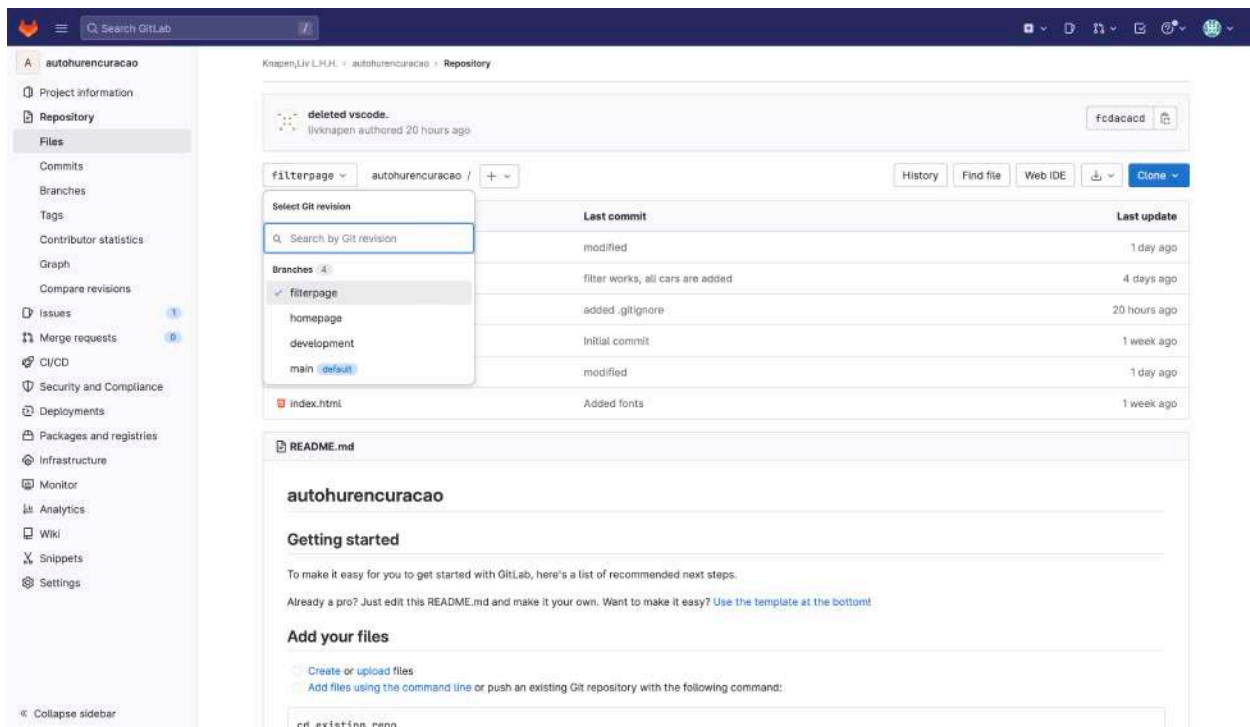 Search GitLab /
A autohurencuracao
Project information
Repository
Files
Commits
Branches
Tags
Contributor statistics
Graph
Compare revisions
Issues 1
Merge requests 0
CI/CD
Security and Compliance
Deployments
Packages and registries
Infrastructure
Monitor
Analytics
Wiki
Snippets
Settings
« Collapse sidebar
Knapen,Liv L.H.H. > autohurencuracao > Repository
deleted vscode.
livknapen authored 20 hours ago
fcdacacd
filterpage autohurencuracao / +
History Find file Web IDE Clone
Select Git revision
Search by Git revision
Branches 4
filterpage
homepage
development
main default
Last commit Last update
modified 1 day ago
filter works, all cars are added 4 days ago
added .gitignore 20 hours ago
Initial commit 1 week ago
modified 1 day ago
index.html Added fonts 1 week ago
README.md
autohurencuracao
Getting started
To make it easy for you to get started with GitLab, here's a list of recommended next steps.
Already a pro? Just edit this README.md and make it your own. Want to make it easy? Use the template at the bottom!
Add your files
Create or upload files
Add files using the command line or push an existing Git repository with the following command:
cd existing_repo